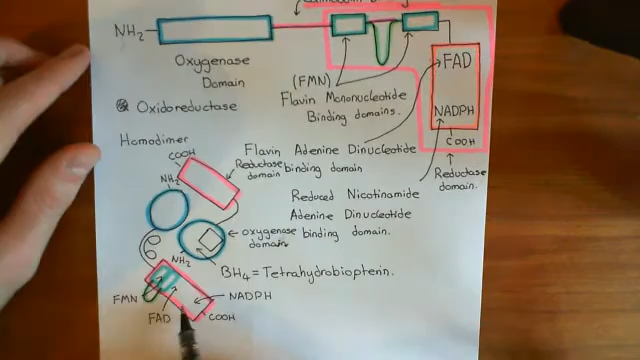 NH₂
Oxygenase
Domain
(FMN)
Flavin Mononucleotide
Binding domains.
FAD
NADPH
COOH
Reductase
domain.
Oxidoreductase
Homodimer
Flavin Adenine Dinucleotide
binding domain
Reduced Nicotinamide
Adenine Dinucleotide
binding domain.
COOH
Reductase
domain
NH₂
oxygenase
domain
NH₂
BH₄ = Tetrahydrobiopterin.
FMN
FAD
NADPH
COOH